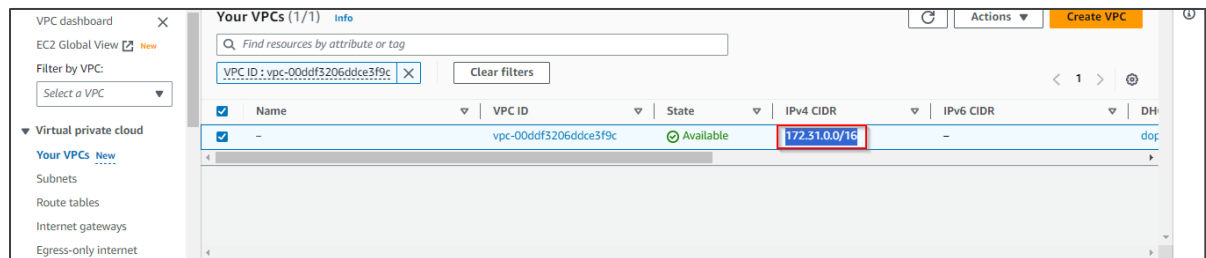 VPC dashboard
EC2 Global View New
Filter by VPC:
Select a VPC
Virtual private cloud
Your VPCs New
Subnets
Route tables
Internet gateways
Egress-only internet
Your VPCs (1/1) Info
Actions
Create VPC
Find resources by attribute or tag
VPC ID : vpc-00ddf3206ddce3f9c
Clear filters
1
Name VPC ID State IPv4 CIDR IPv6 CIDR DH
– vpc-00ddf3206ddce3f9c Available 172.31.0.0/16 – dop